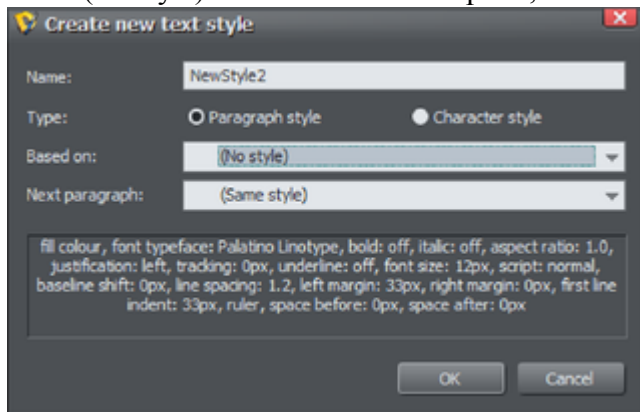 Create new text style
Name: NewStyle2
Type: Paragraph style Character style
Based on: (No style)
Next paragraph: (Same style)
fill colour, font typeface: Palatino Linotype, bold: off, italic: off, aspect ratio: 1.0,
justification: left, tracking: 0px, underline: off, font size: 12px, script: normal,
baseline shift: 0px, line spacing: 1.2, left margin: 33px, right margin: 0px, first line
indent: 33px, ruler, space before: 0px, space after: 0px
OK Cancel